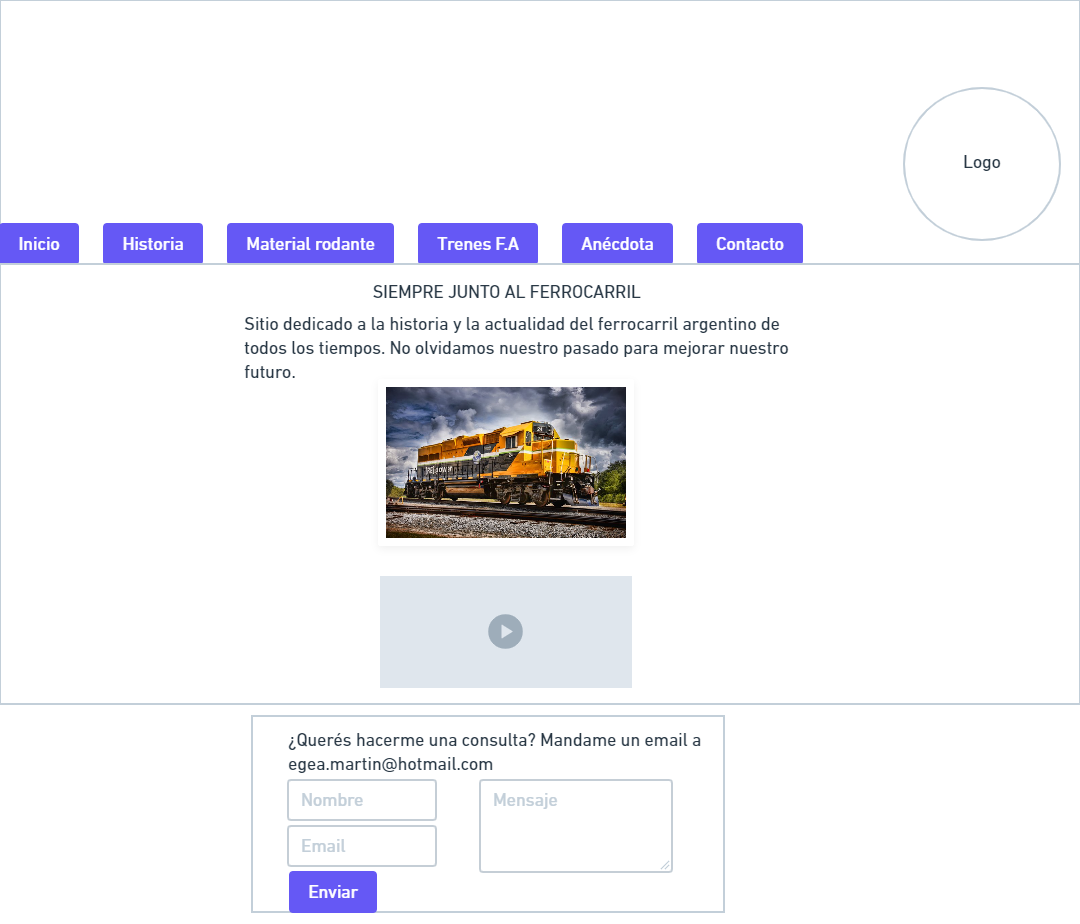 Logo
Inicio
Historia
Material rodante
Trenes F.A
Anécdota
Contacto
SIEMPRE JUNTO AL FERROCARRIL
Sitio dedicado a la historia y la actualidad del ferrocarril argentino de
todos los tiempos. No olvidamos nuestro pasado para mejorar nuestro
futuro.
¿Querés hacerme una consulta? Mandame un email a
egea.martin@hotmail.com
Nombre
Mensaje
Email
Enviar